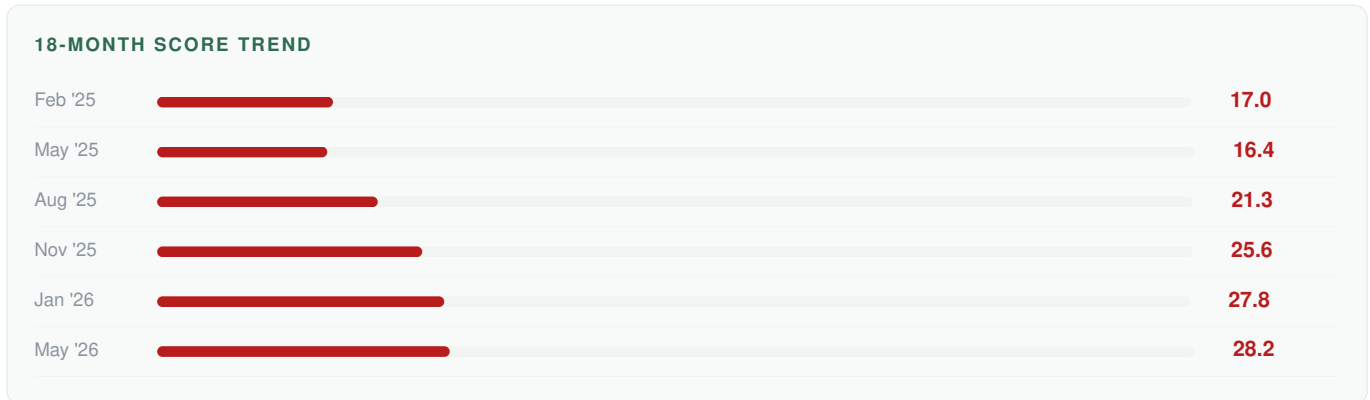 18-MONTH SCORE TREND
Feb '25 17.0
May '25 16.4
Aug '25 21.3
Nov '25 25.6
Jan '26 27.8
May '26 28.2